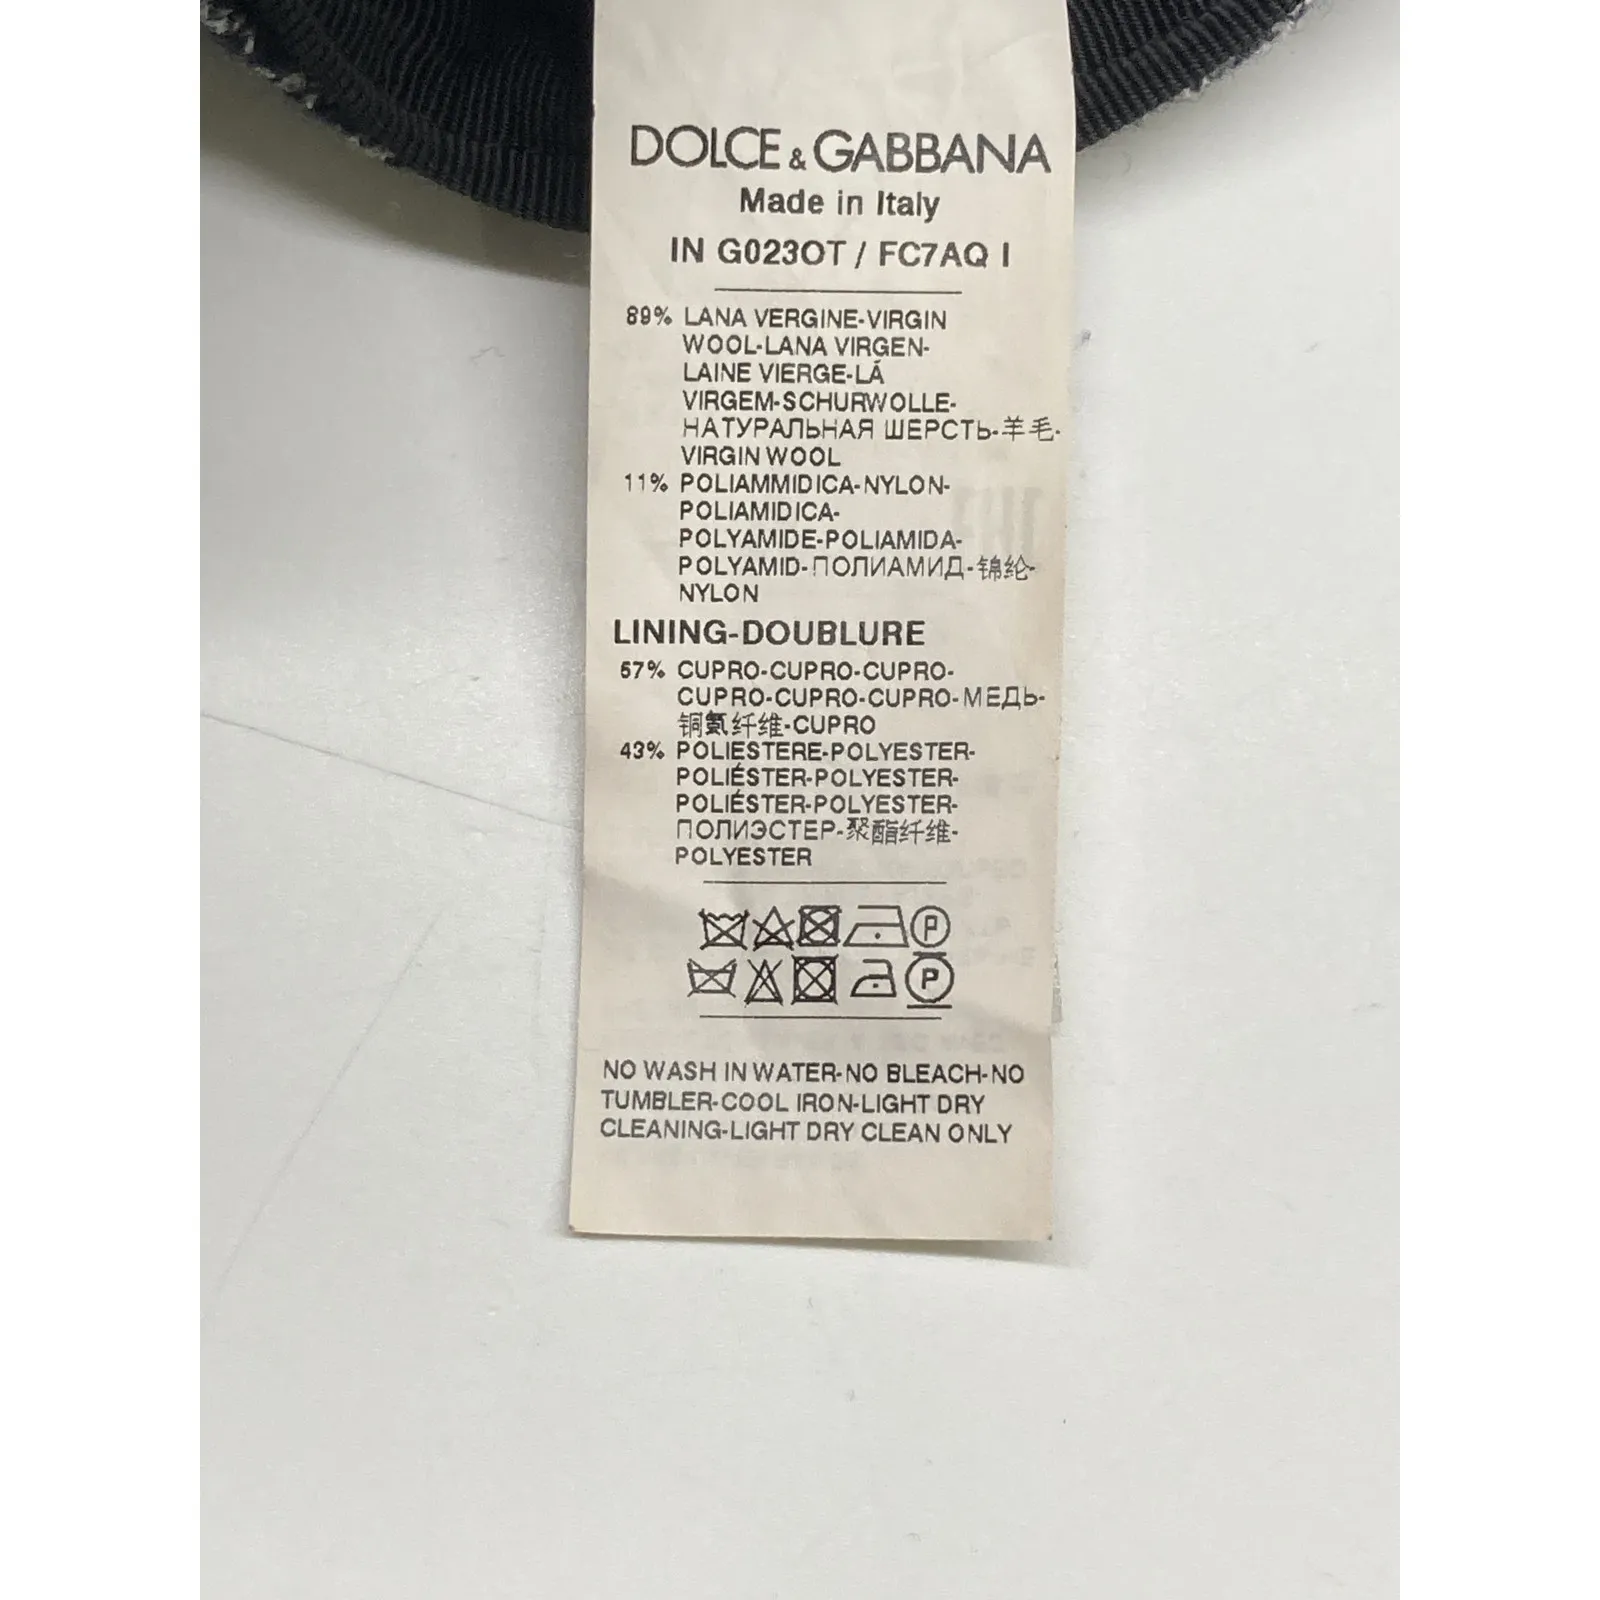 DOLCE & GABBANA
Made in Italy
IN G023OT / FC7AQ I
89% LANA VERGINE-VIRGIN
WOOL-LANA VIRGEN-
LAINE VIERGE-LÃ
VIRGEM-SCHURWOLLE-
НАТУРАЛЬНАЯ ШЕРСТЬ-羊毛-
VIRGIN WOOL
11% POLIAMMIDICA-NYLON-
POLIAMIDICA-
POLYAMIDE-POLIAMIDA-
POLYAMID-ПОЛИАМИД-锦纶-
NYLON
LINING-DOUBLURE
57% CUPRO-CUPRO-CUPRO-
CUPRO-CUPRO-CUPRO-МЕДЬ-
铜氨纤维-CUPRO
43% POLIESTERE-POLYESTER-
POLIÉSTER-POLYESTER-
POLIÉSTER-POLYESTER-
ПОЛИЭСТЕР-聚酯纤维-
POLYESTER
P
P
NO WASH IN WATER-NO BLEACH-NO
TUMBLER-COOL IRON-LIGHT DRY
CLEANING-LIGHT DRY CLEAN ONLY